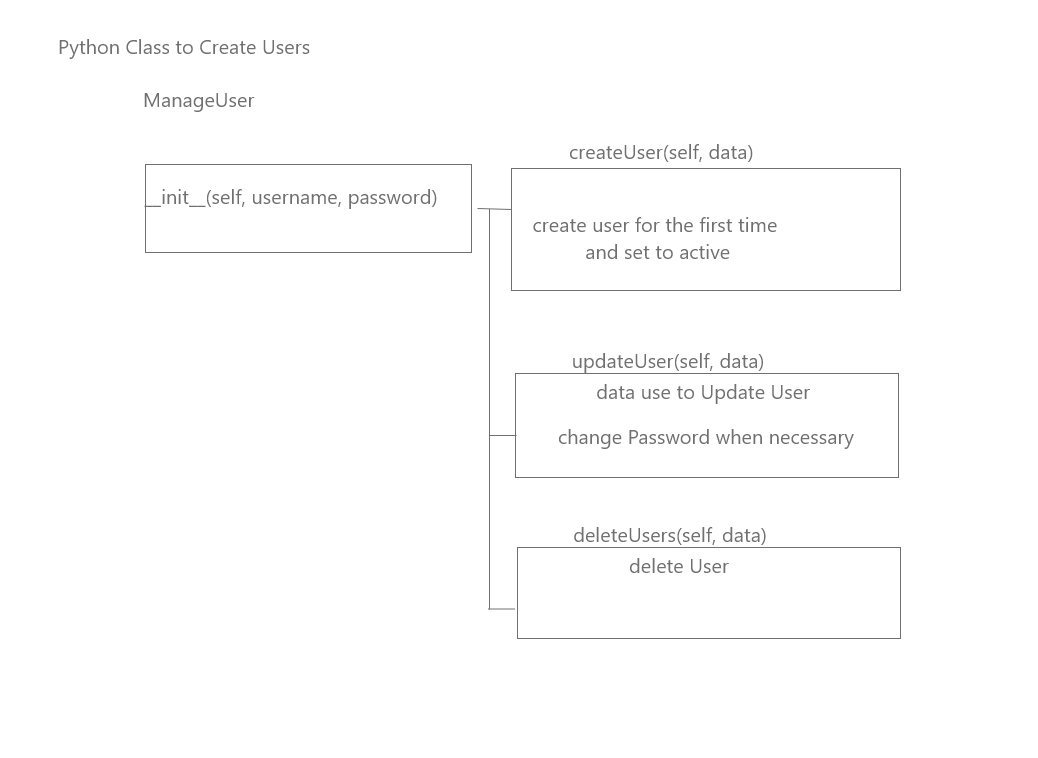 Python Class to Create Users
ManageUser
__init__(self, username, password)
createUser(self, data)
create user for the first time
and set to active
updateUser(self, data)
data use to Update User
change Password when necessary
deleteUsers(self, data)
delete User